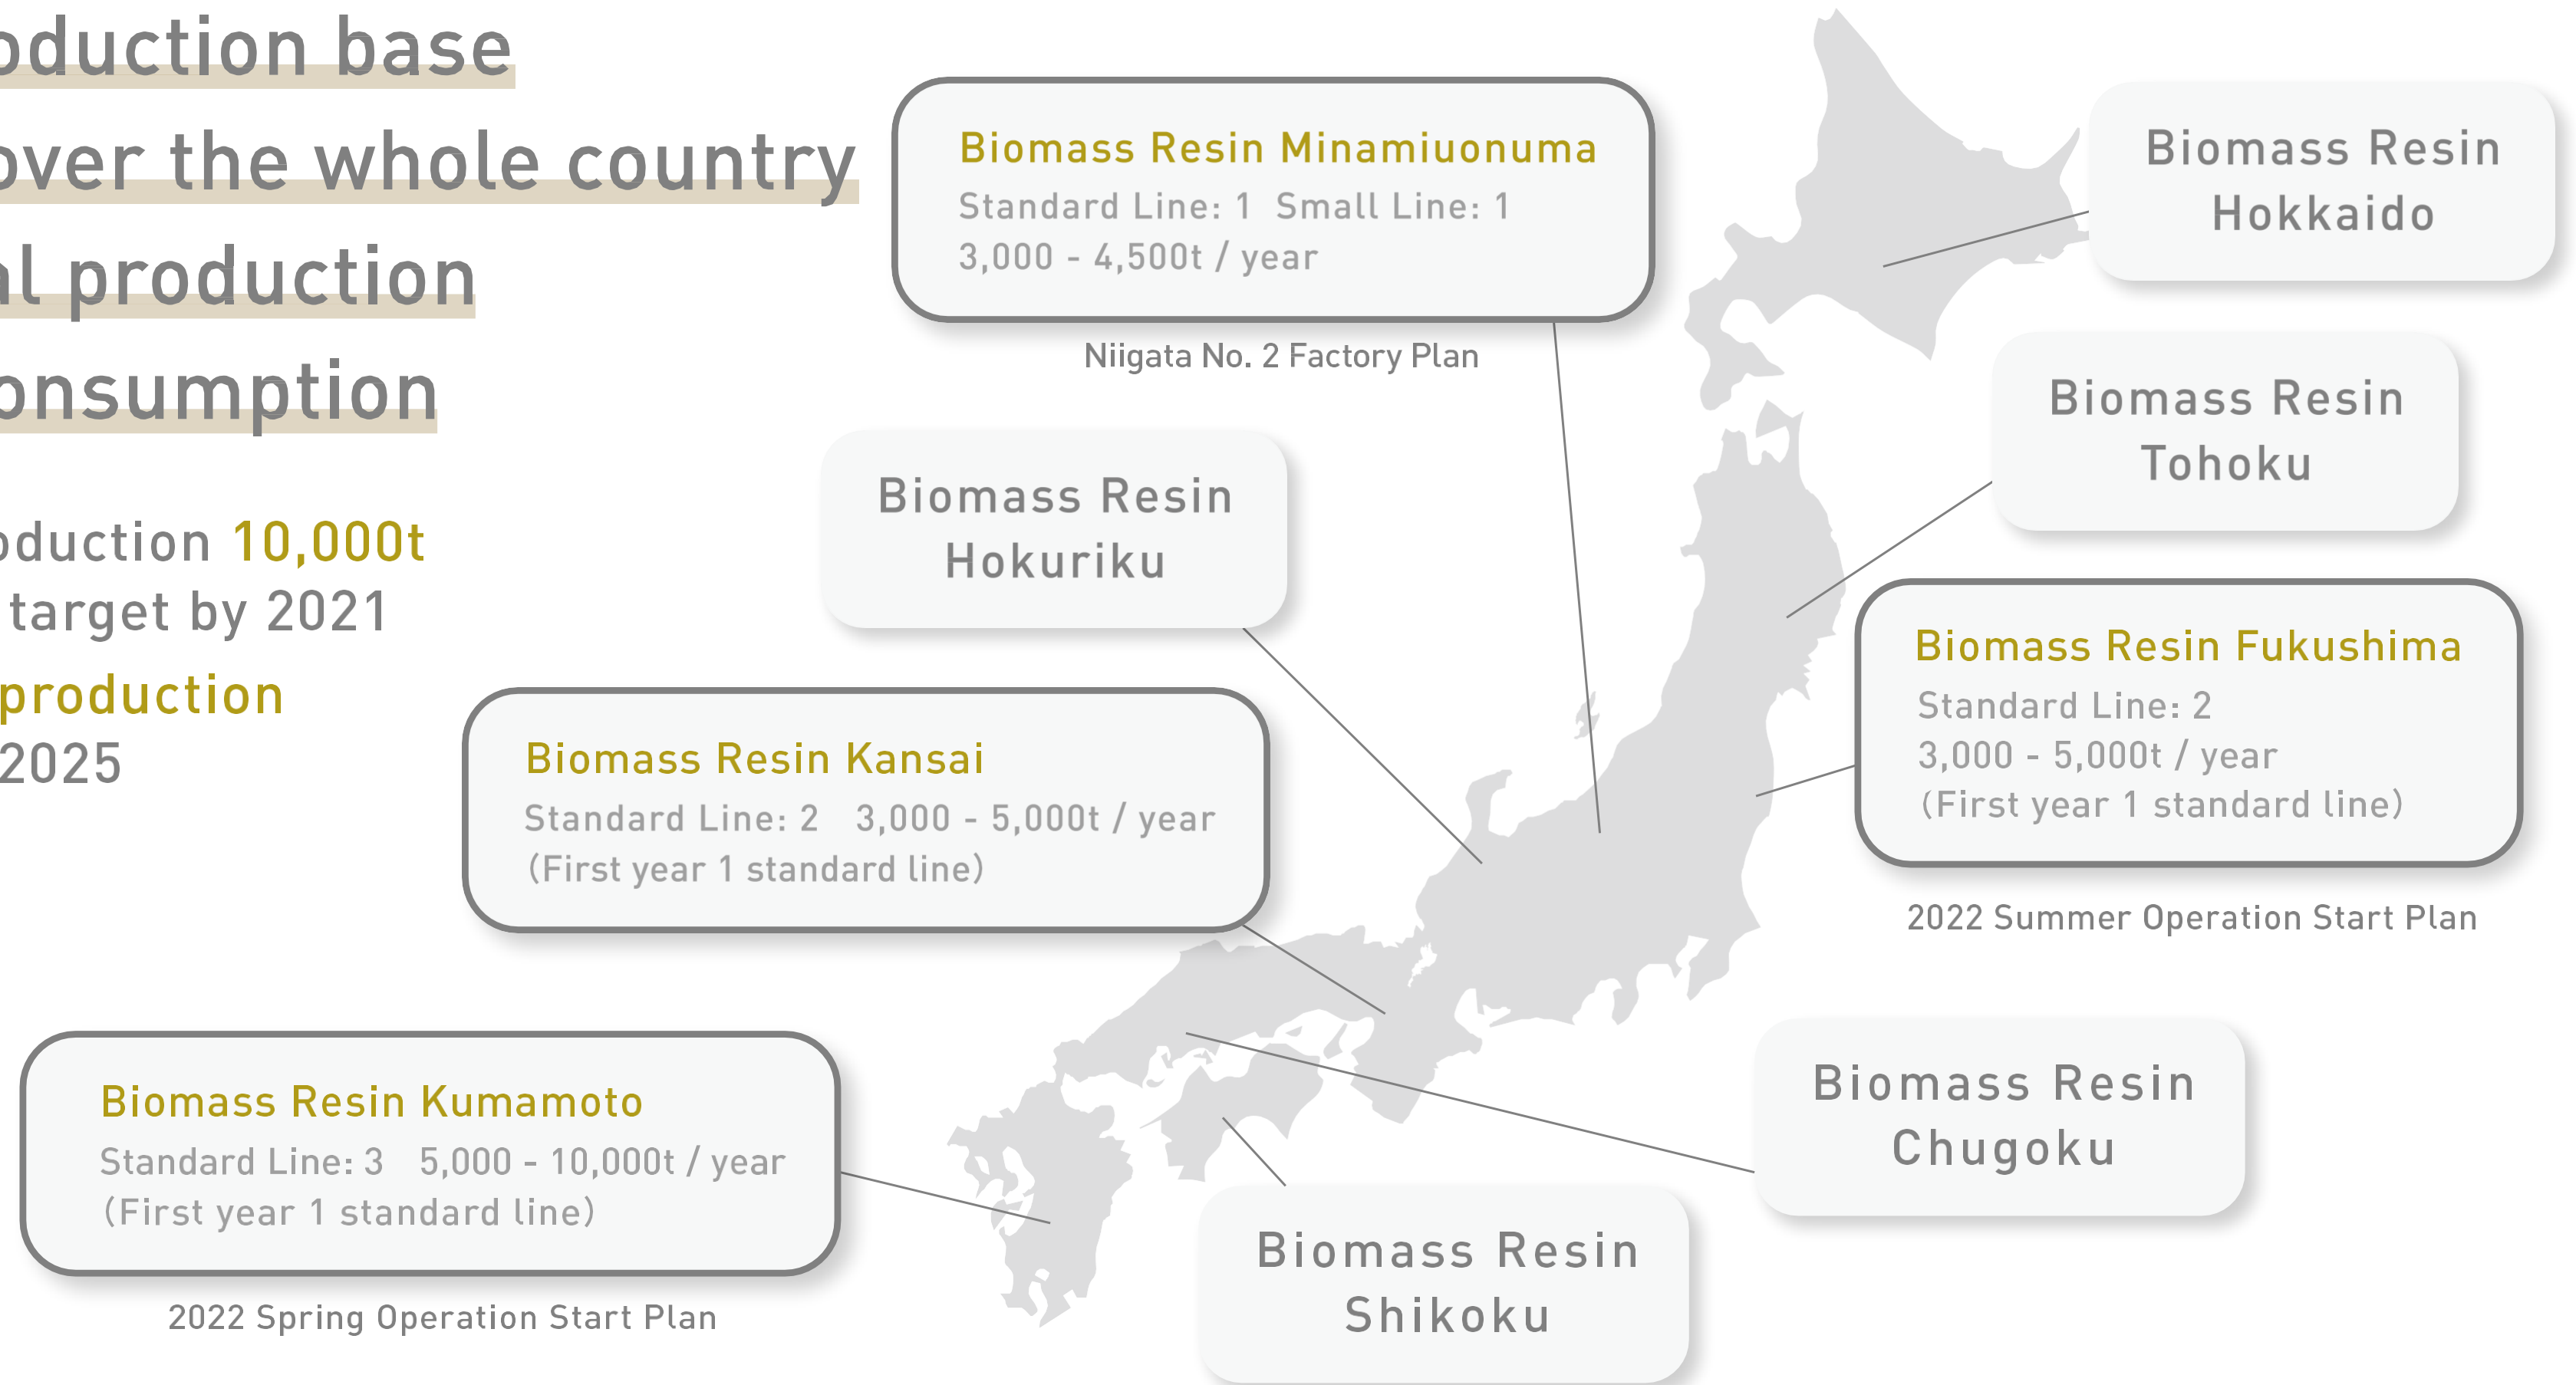 oduction base
over the whole country
al production
onsumption
oduction 10,000t
target by 2021
production
2025
Biomass Resin Minamiuonuma
Standard Line: 1 Small Line: 1
3,000 - 4,500t / year
Niigata No. 2 Factory Plan
Biomass Resin
Hokkaido
Biomass Resin
Tohoku
Biomass Resin
Hokuriku
Biomass Resin Fukushima
Standard Line: 2
3,000 - 5,000t / year
(First year 1 standard line)
2022 Summer Operation Start Plan
Biomass Resin Kansai
Standard Line: 2 3,000 - 5,000t / year
(First year 1 standard line)
Biomass Resin Kumamoto
Standard Line: 3 5,000 - 10,000t / year
(First year 1 standard line)
2022 Spring Operation Start Plan
Biomass Resin
Chugoku
Biomass Resin
Shikoku